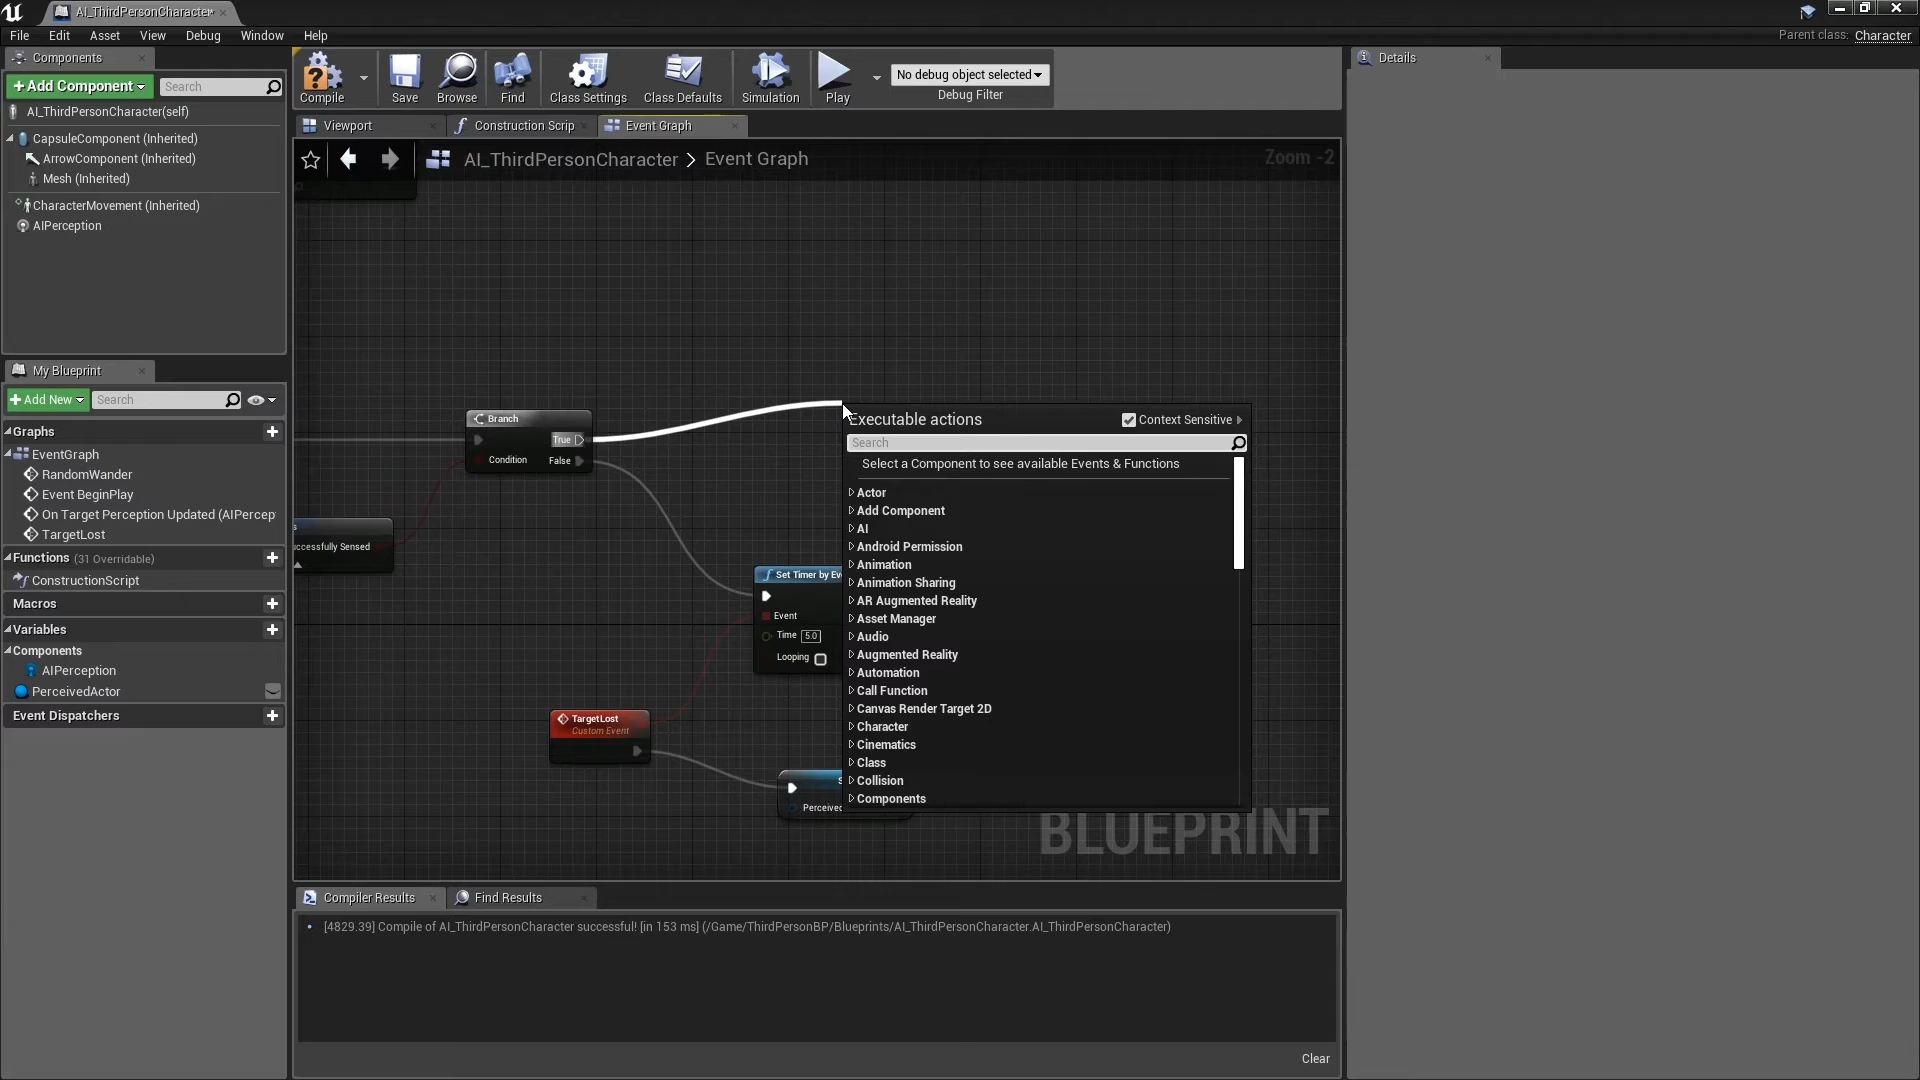 AI_ThirdPersonCharacter*
File Edit Asset View Debug Window Help
Parent class: Character
Components
+ Add Component
Search
AI_ThirdPersonCharacter(self)
CapsuleComponent (Inherited)
ArrowComponent (Inherited)
Mesh (Inherited)
CharacterMovement (Inherited)
AIPerception
Compile
Save
Browse
Find
Class Settings
Class Defaults
Simulation
Play
No debug object selected
Debug Filter
Details
Viewport
Construction Scrip
Event Graph
AI_ThirdPersonCharacter > Event Graph
Zoom -2
My Blueprint
+ Add New
Search
Graphs
EventGraph
RandomWander
Event BeginPlay
On Target Perception Updated (AIPercep
TargetLost
Functions (31 Overridable)
ConstructionScript
Macros
Variables
Components
AIPerception
PerceivedActor
Event Dispatchers
Branch
True
Condition
False
uccessfully Sensed
Set Timer by Eve
Event
Time 5.0
Looping
TargetLost
Custom Event
Perceived
Executable actions
Context Sensitive
Search
Select a Component to see available Events & Functions
Actor
Add Component
AI
Android Permission
Animation
Animation Sharing
AR Augmented Reality
Asset Manager
Audio
Augmented Reality
Automation
Call Function
Canvas Render Target 2D
Character
Cinematics
Class
Collision
Components
BLUEPRINT
Compiler Results
Find Results
[4829.39] Compile of AI_ThirdPersonCharacter successful! [in 153 ms] (/Game/ThirdPersonBP/Blueprints/AI_ThirdPersonCharacter.AI_ThirdPersonCharacter)
Clear